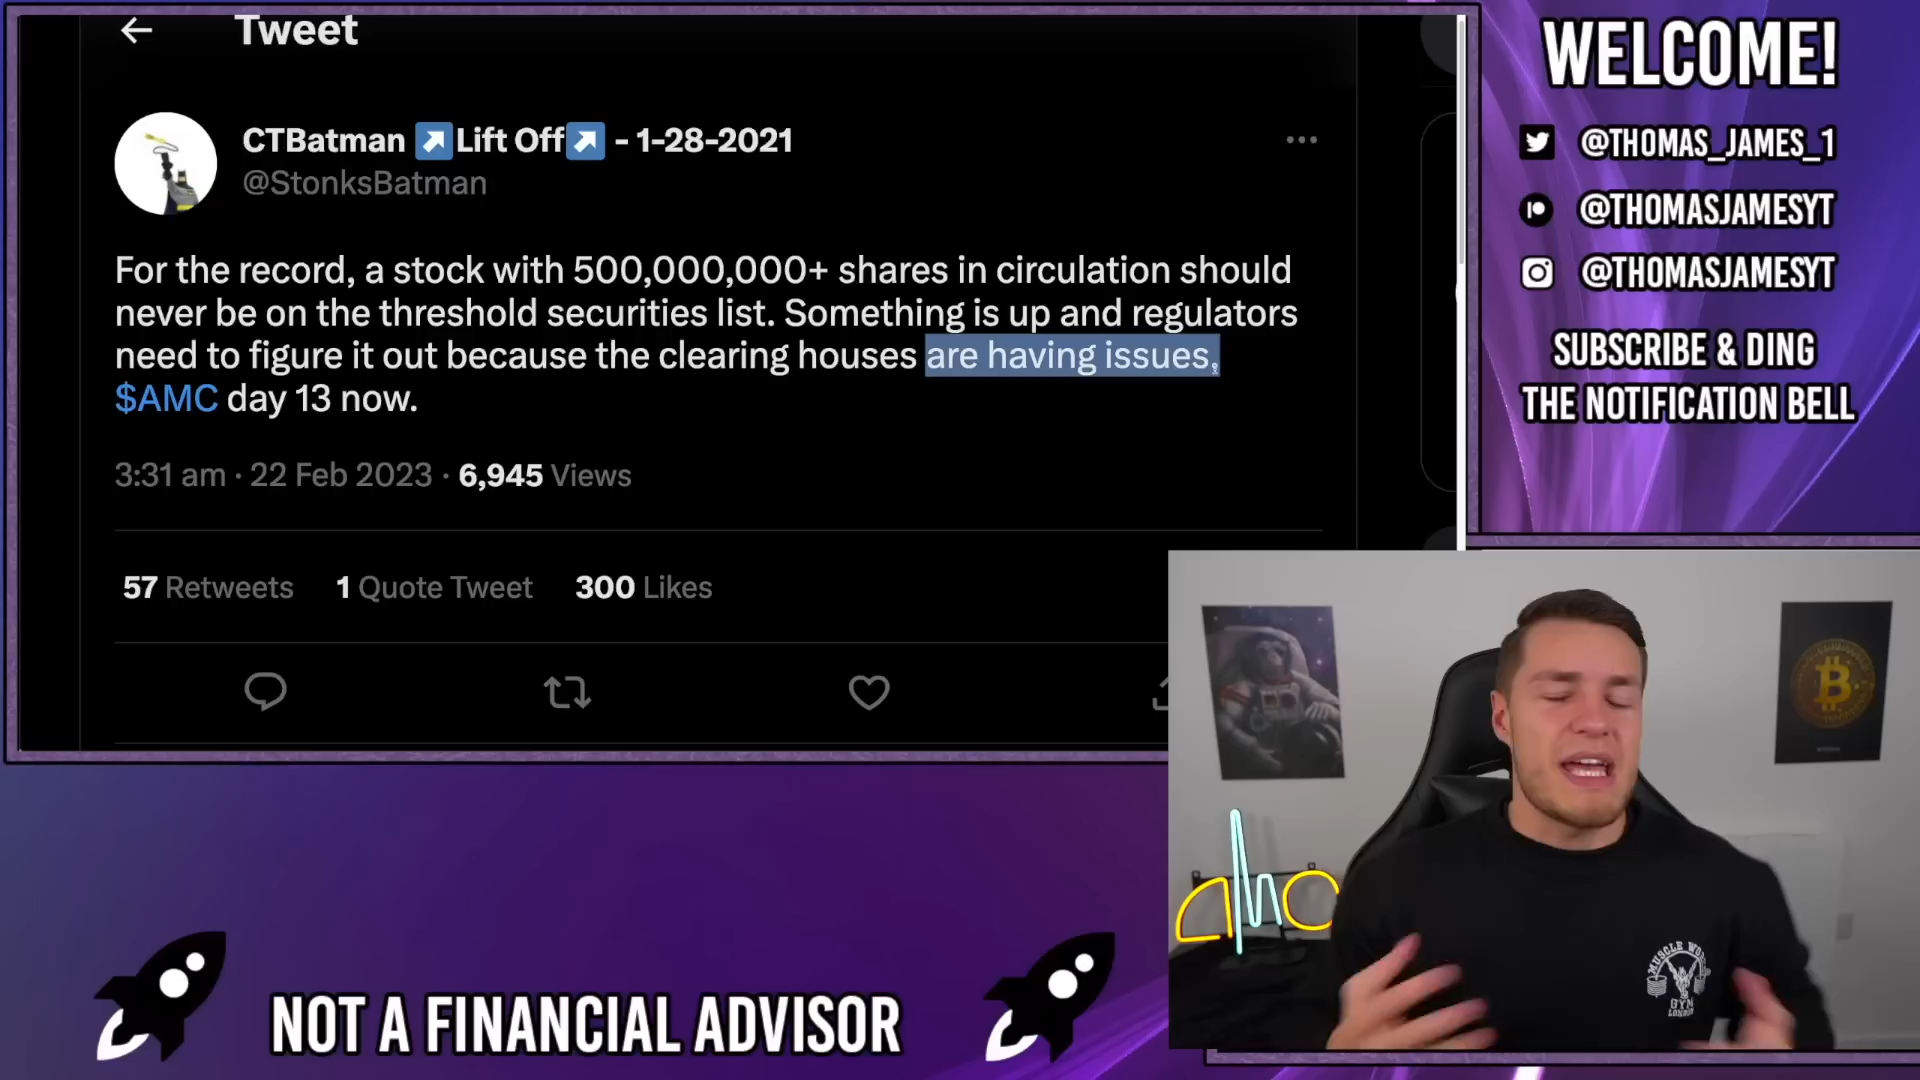 Tweet
CTBatman ↗Lift Off↗ - 1-28-2021
@StonksBatman
For the record, a stock with 500,000,000+ shares in circulation should
never be on the threshold securities list. Something is up and regulators
need to figure it out because the clearing houses are having issues.
$AMC day 13 now.
3:31 am · 22 Feb 2023 · 6,945 Views
57 Retweets 1 Quote Tweet 300 Likes
WELCOME!
@THOMAS_JAMES_1
@THOMASJAMESYT
@THOMASJAMESYT
SUBSCRIBE & DING
THE NOTIFICATION BELL
NOT A FINANCIAL ADVISOR
MUSCLE WOR
GYM
LONDON